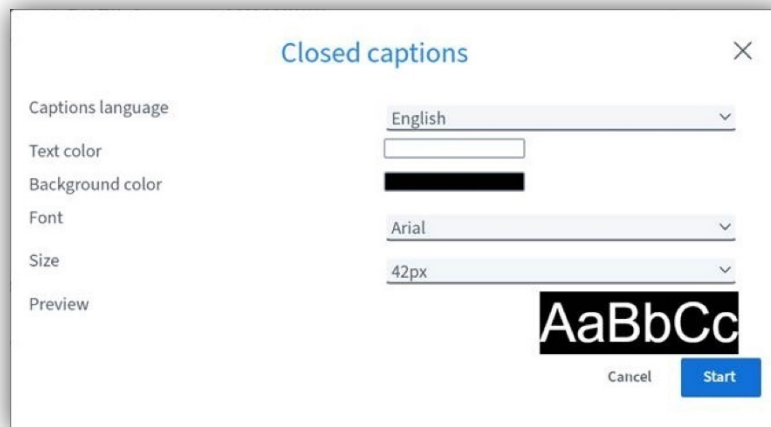 Closed captions
Captions language
English
Text color
Background color
Font
Arial
Size
42px
Preview
AaBbCc
Cancel
Start